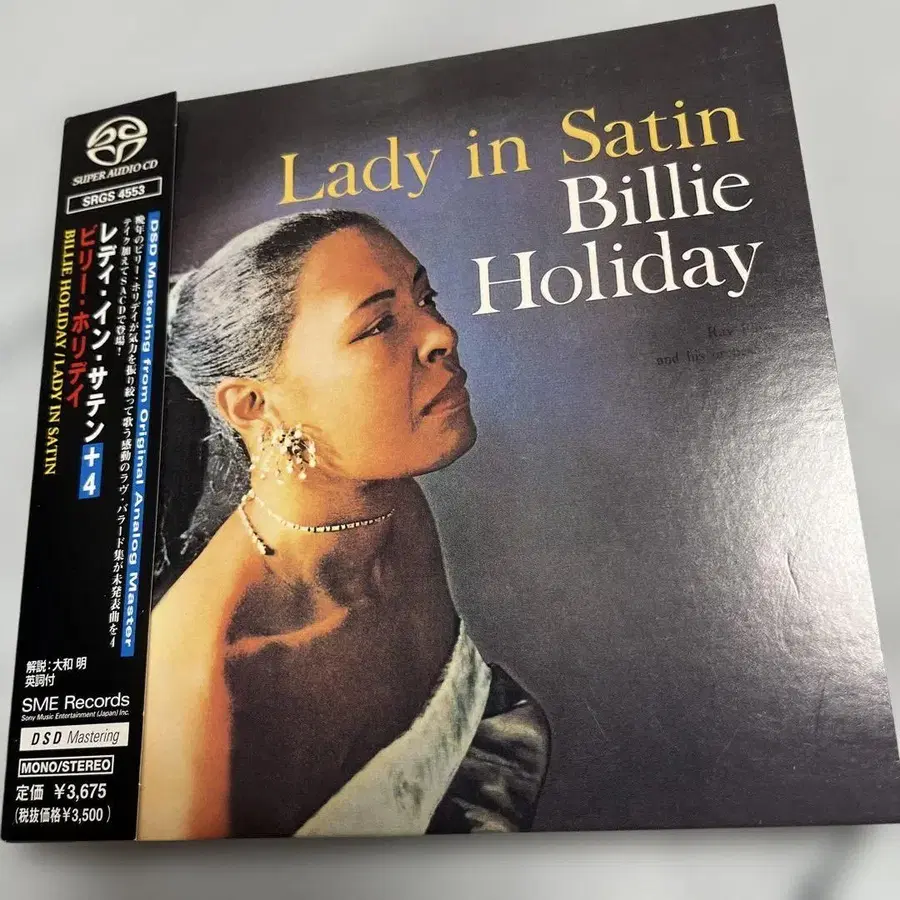 SUPER AUDIO CD
SRGS 4553
DSD Mastering from Original Analog Master
晩年のビリー・ホリデイが気力を振り絞って歌う感動のラヴ・バラード集が未発表曲を4
テイク加えてSACDで登場!
レディ・イン・サテン+4
ビリー・ホリデイ
BILLIE HOLIDAY/LADY IN SATIN
解説:大和 明
英詞付
SME Records
Sony Music Entertainment (Japan) Inc.
DSD Mastering
MONO/STEREO
定価 ¥3,675
(税抜価格¥3,500)
Lady in Satin
Billie
Holiday
Ray
and his